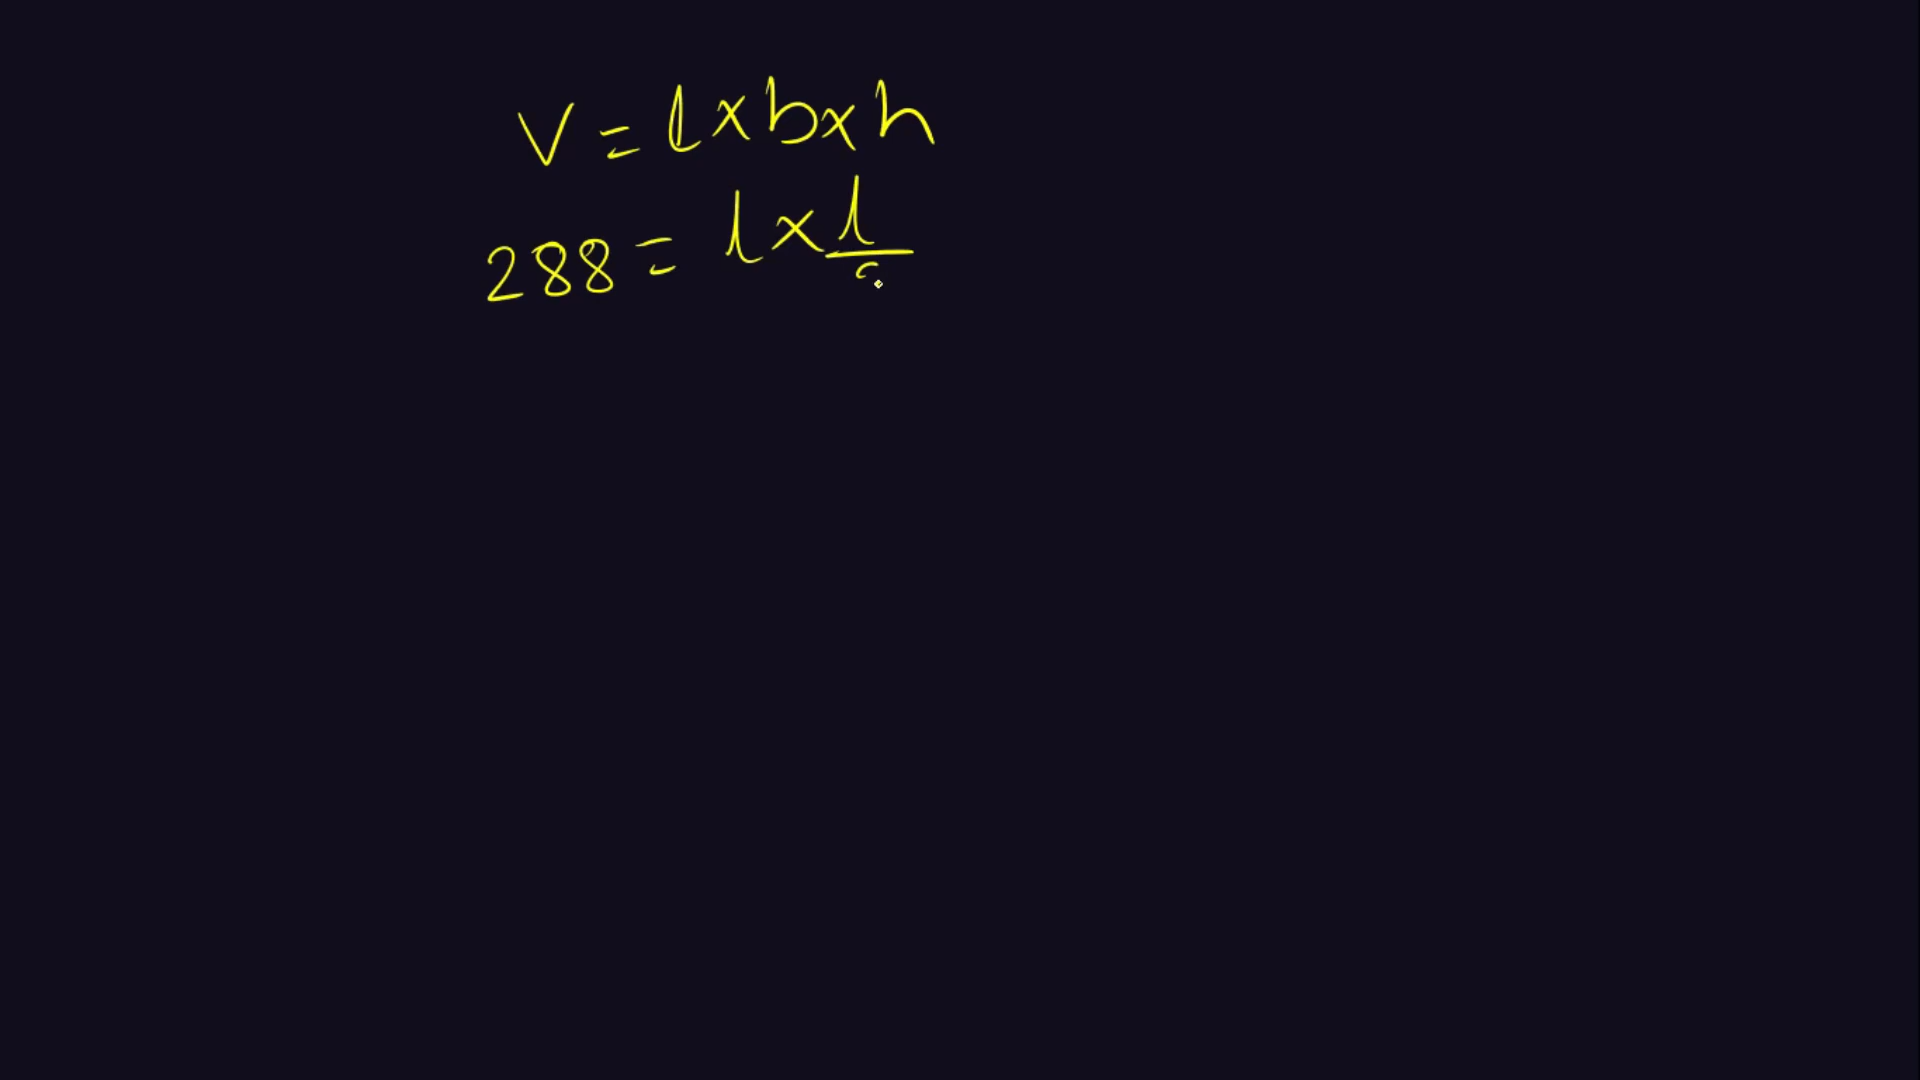 V = l x b x h
288 = l x l/